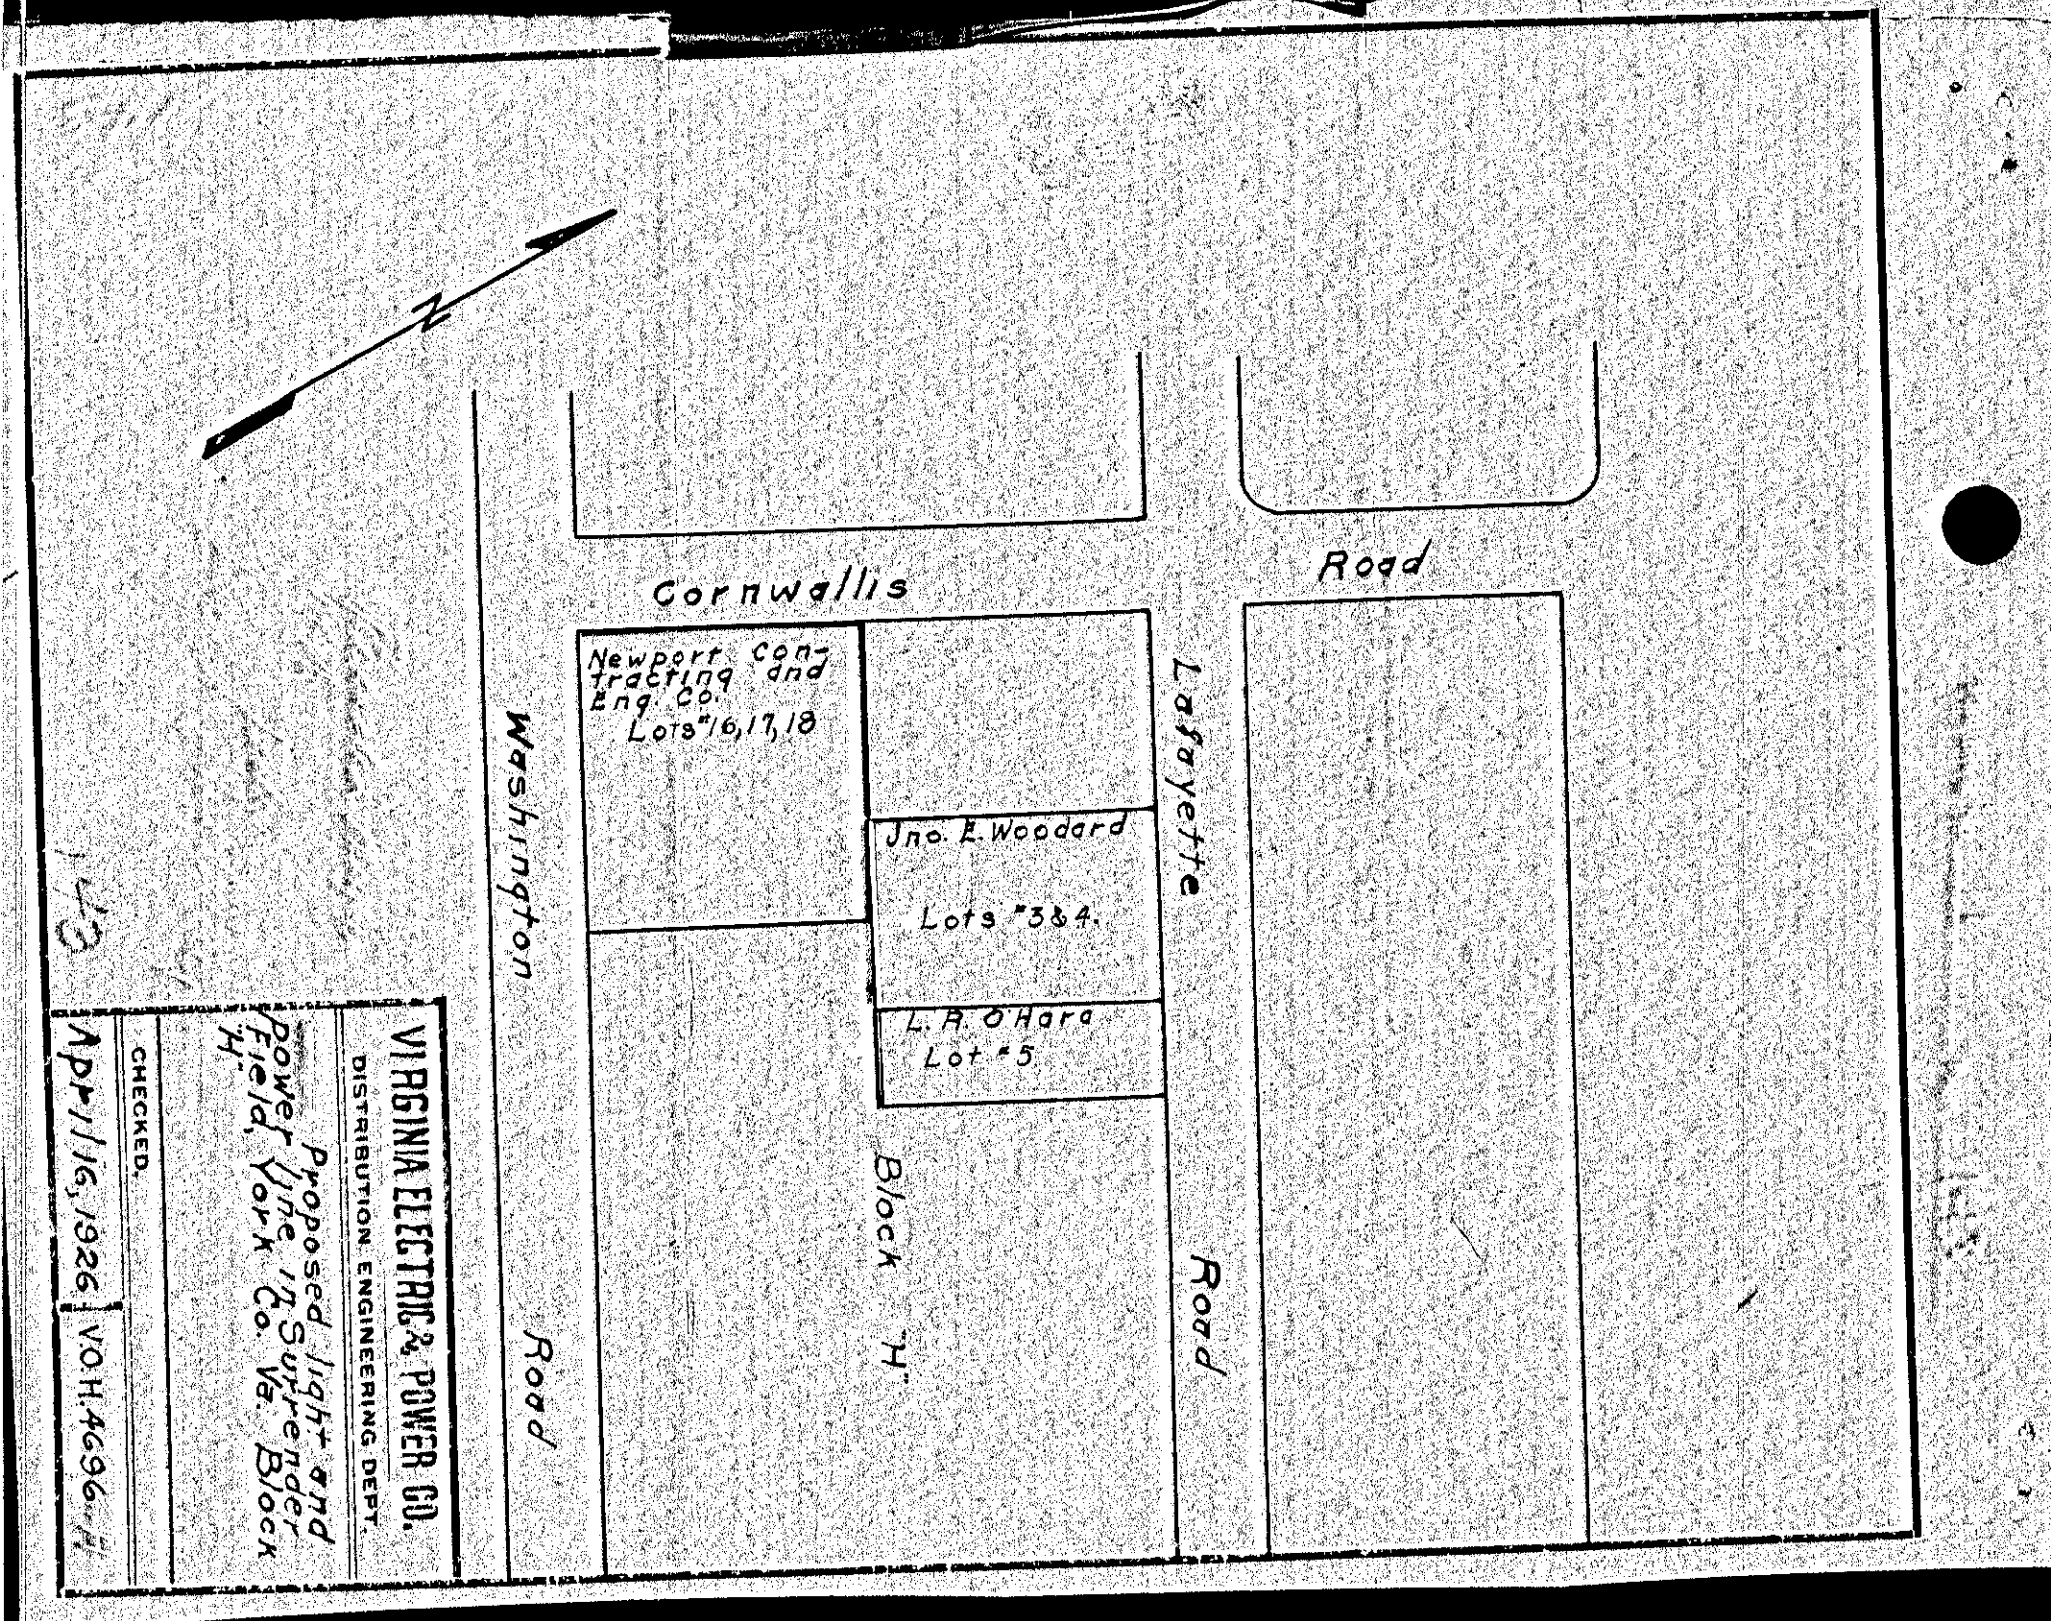 Cornwallis Road
Newport Con-
tracting and
Eng. Co.
Lots #16, 17, 18
Jno. E. Woodard
Lots #3 & 4.
L. R. O'Hara
Lot #5
Washington Road
Lafayette Road
Block "H"
N
VIRGINIA ELECTRIC & POWER CO.
DISTRIBUTION ENGINEERING DEPT.
Proposed light and
power line in Surrender
Field, York Co. Va. Block
"H"
CHECKED.
April 16, 1926
V.O.H. 4696